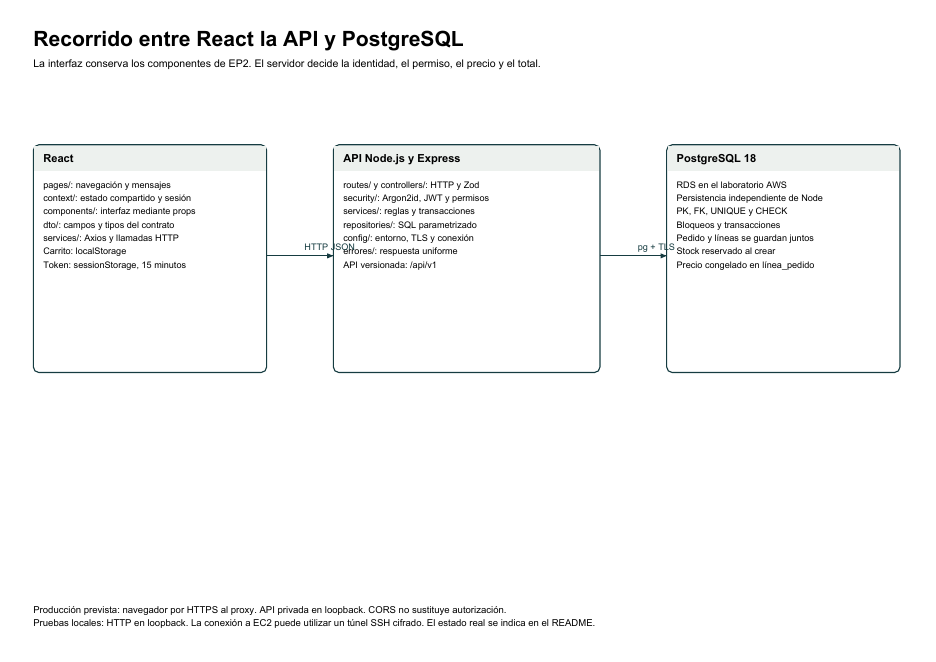 Recorrido entre React la API y PostgreSQL
La interfaz conserva los componentes de EP2. El servidor decide la identidad, el permiso, el precio y el total.
React
pages/: navegación y mensajes
context/: estado compartido y sesión
components/: interfaz mediante props
dto/: campos y tipos del contrato
services/: Axios y llamadas HTTP
Carrito: localStorage
Token: sessionStorage, 15 minutos
HTTP JSON
API Node.js y Express
routes/ y controllers/: HTTP y Zod
security/: Argon2id, JWT y permisos
services/: reglas y transacciones
repositories/: SQL parametrizado
config/: entorno, TLS y conexión
errores/: respuesta uniforme
API versionada: /api/v1
pg + TLS
PostgreSQL 18
RDS en el laboratorio AWS
Persistencia independiente de Node
PK, FK, UNIQUE y CHECK
Bloqueos y transacciones
Pedido y líneas se guardan juntos
Stock reservado al crear
Precio congelado en línea_pedido
Producción prevista: navegador por HTTPS al proxy. API privada en loopback. CORS no sustituye autorización.
Pruebas locales: HTTP en loopback. La conexión a EC2 puede utilizar un túnel SSH cifrado. El estado real se indica en el README.